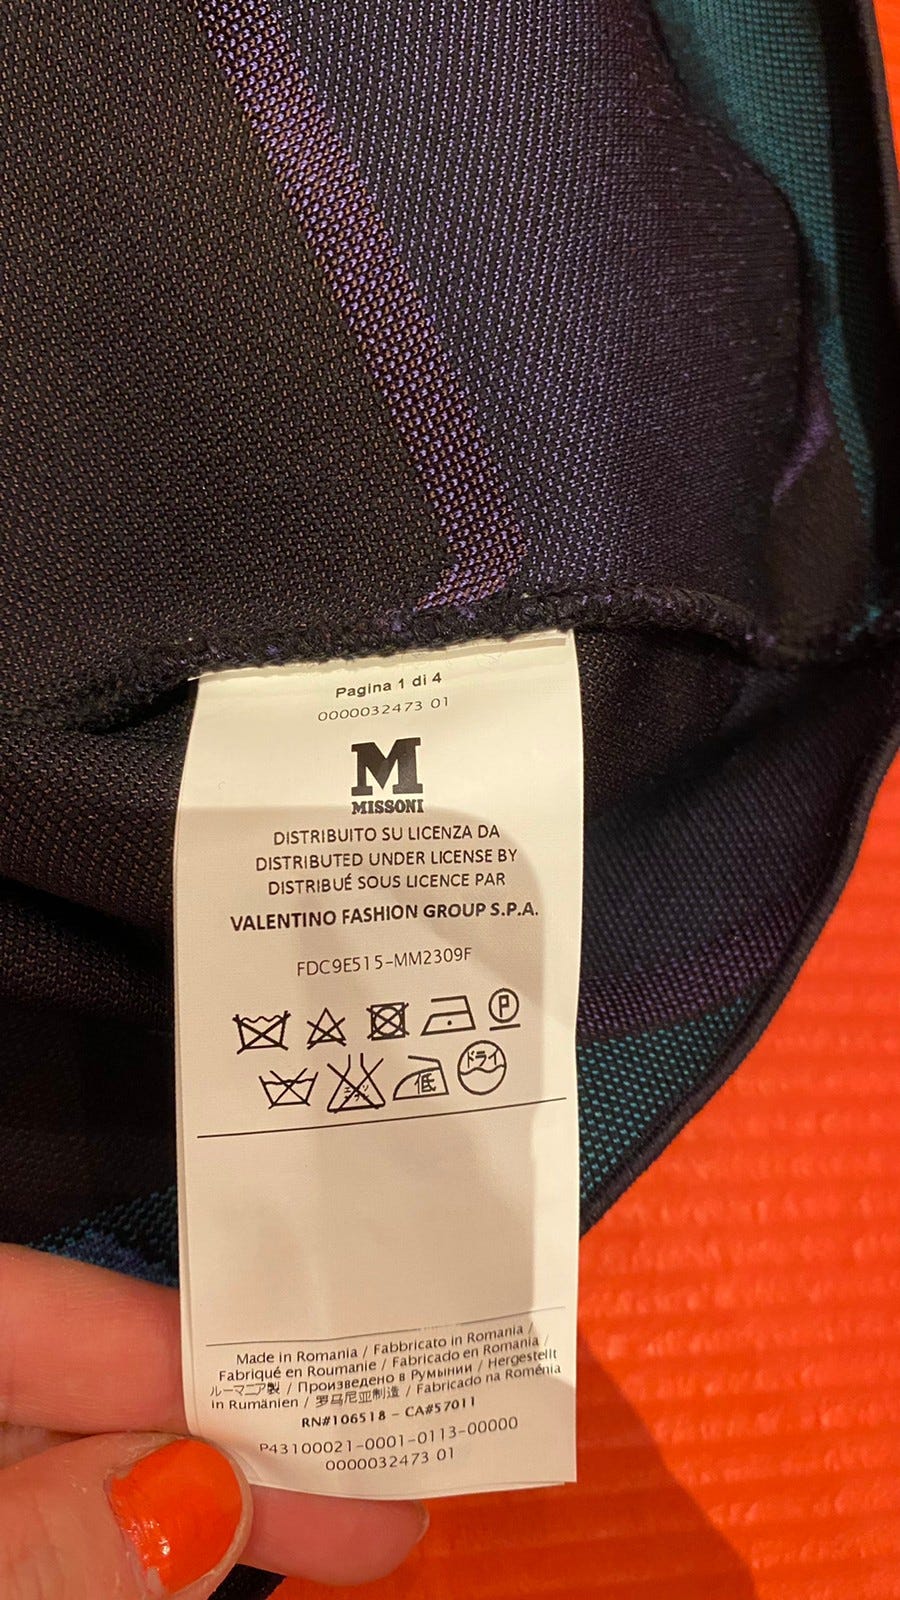 Pagina 1 di 4
0000032473 01
M
MISSONI
DISTRIBUITO SU LICENZA DA
DISTRIBUTED UNDER LICENSE BY
DISTRIBUÉ SOUS LICENCE PAR
VALENTINO FASHION GROUP S.P.A.
FDC9E515-MM2309F
P
低 ドライ
Made in Romania / Fabbricato in Romania /
Fabriqué en Roumanie / Fabricado en Romania /
ルーマニア製 / Произведено в Румынии / Hergestellt
in Rumänien / 罗马尼亚制造 / Fabricado na Roménia
RN#106518 - CA#57011
P43100021-0001-0113-00000
0000032473 01